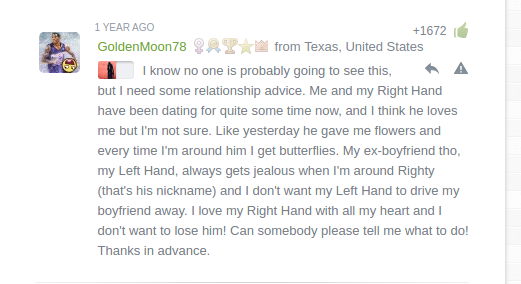 1 YEAR AGO
+1672
GoldenMoon78 from Texas, United States
I know no one is probably going to see this,
but I need some relationship advice. Me and my Right Hand
have been dating for quite some time now, and I think he loves
me but I'm not sure. Like yesterday he gave me flowers and
every time I'm around him I get butterflies. My ex-boyfriend tho,
my Left Hand, always gets jealous when I'm around Righty
(that's his nickname) and I don't want my Left Hand to drive my
boyfriend away. I love my Right Hand with all my heart and I
don't want to lose him! Can somebody please tell me what to do!
Thanks in advance.